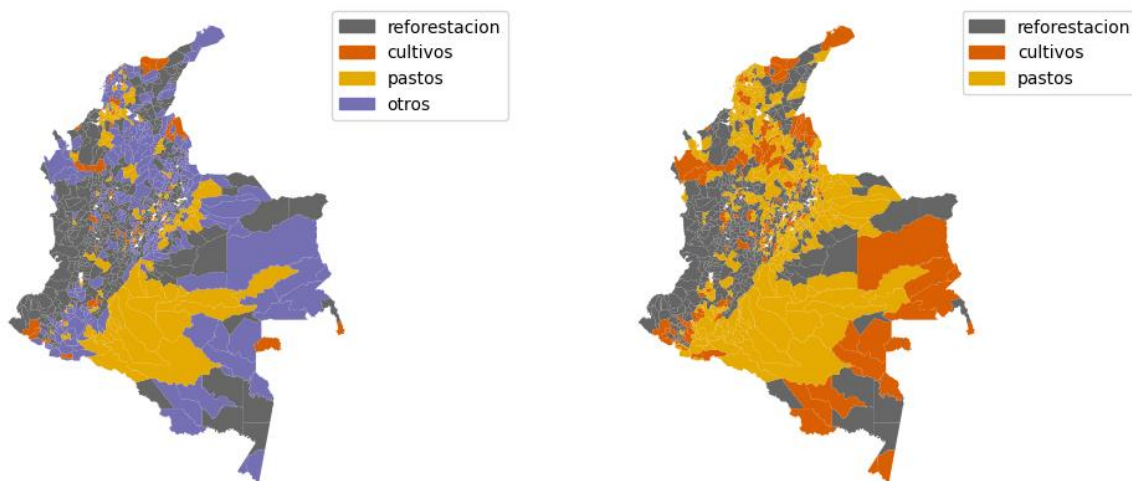 reforestacion
cultivos
pastos
otros
reforestacion
cultivos
pastos